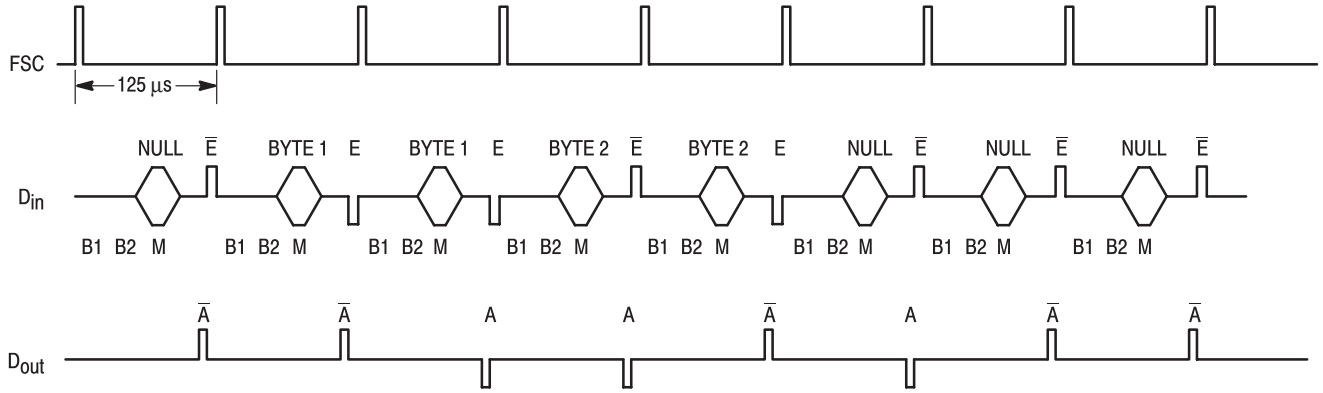 FSC
125 μs
NULL E̅ BYTE 1 E BYTE 1 E BYTE 2 E̅ BYTE 2 E NULL E̅ NULL E̅ NULL E̅
Din
B1 B2 M B1 B2 M B1 B2 M B1 B2 M B1 B2 M B1 B2 M B1 B2 M B1 B2 M
A̅ A̅ A A A̅ A A̅ A̅
Dout